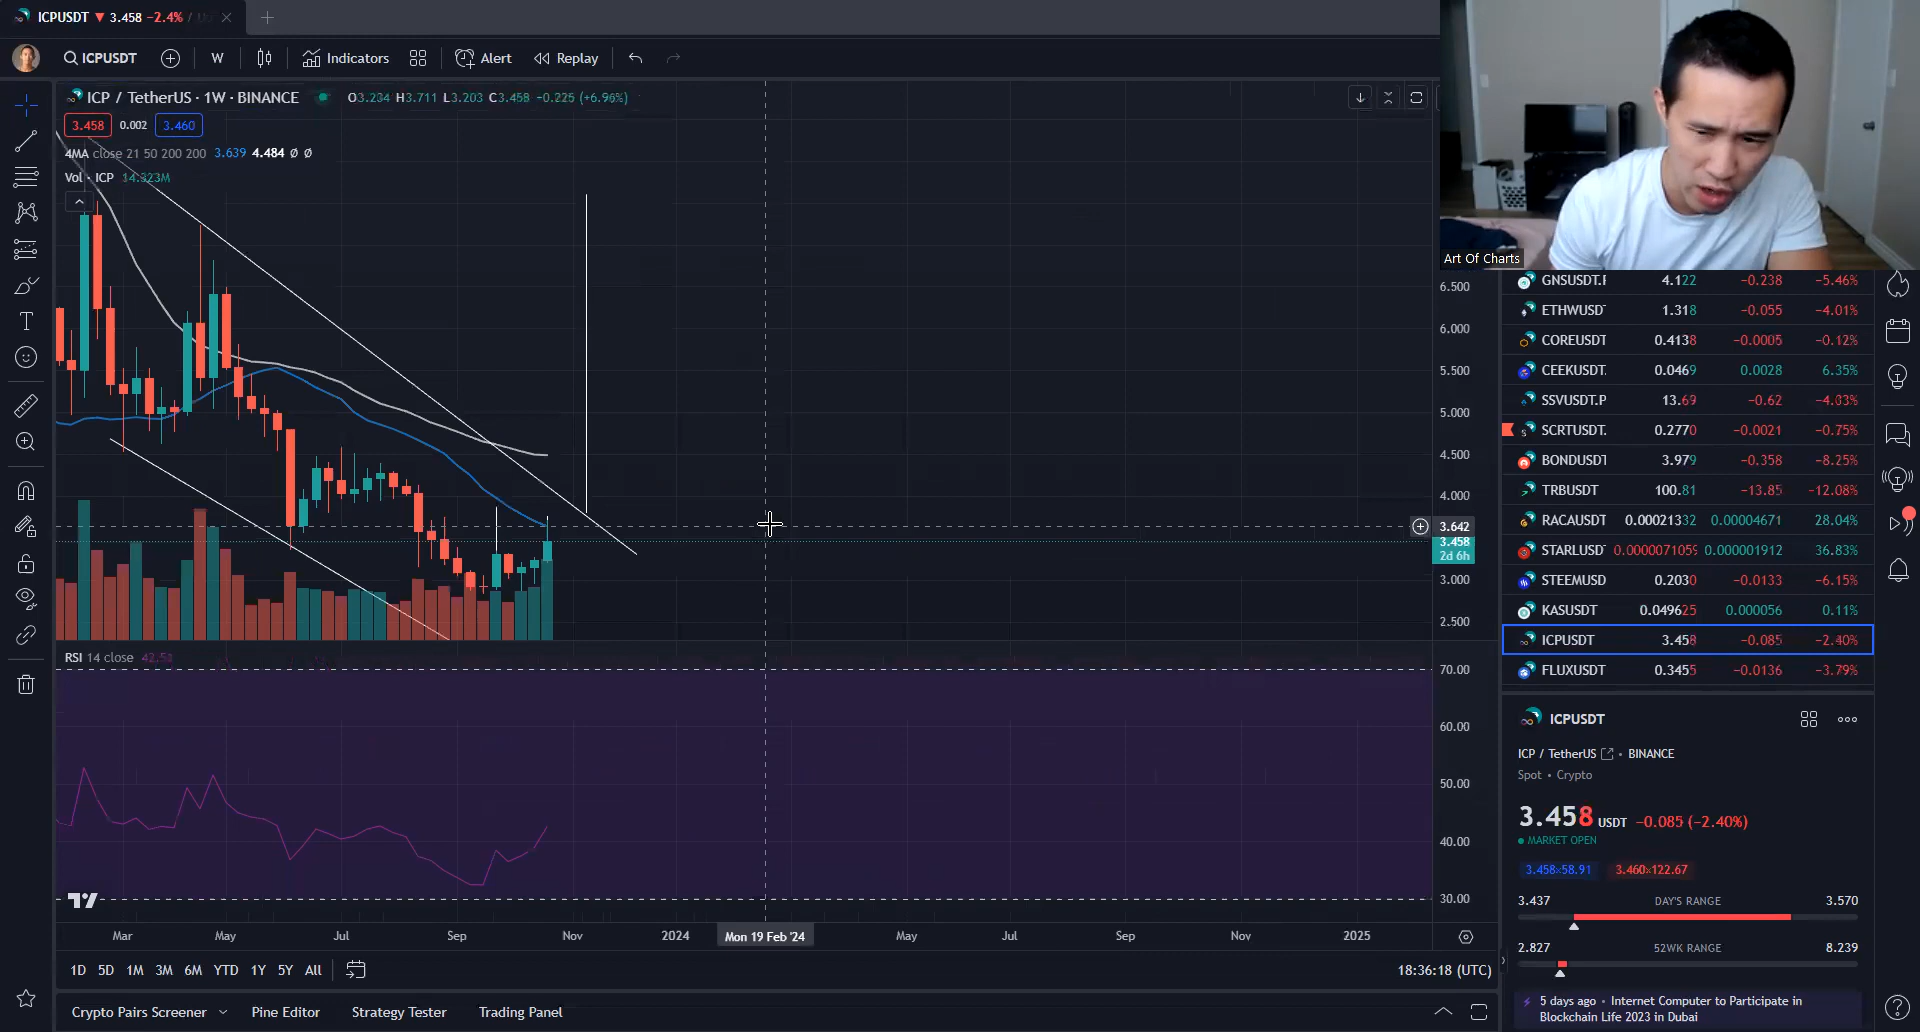 ICPUSDT ▼ 3.458 −2.4% /
ICPUSDT W Indicators Alert Replay
ICP / TetherUS · 1W · BINANCE O3.234 H3.711 L3.203 C3.458 −0.225 (+6.96%)
3.458 0.002 3.460
4MA close 21 50 200 200 3.639 4.484 Ø Ø
Vol · ICP 14.323M
Art Of Charts
6.500
6.000
5.500
5.000
4.500
4.000
3.642
3.458
2d 6h
3.000
2.500
RSI 14 close
70.00
60.00
50.00
40.00
30.00
Mar May Jul Sep Nov 2024 Mon 19 Feb '24 May Jul Sep Nov 2025
1D 5D 1M 3M 6M YTD 1Y 5Y All 18:36:18 (UTC)
Crypto Pairs Screener Pine Editor Strategy Tester Trading Panel
GNSUSDT.F 4.122 −0.238 −5.46%
ETHWUSDT 1.318 −0.055 −4.01%
COREUSDT 0.4138 −0.0005 −0.12%
CEEKUSDT. 0.0469 0.0028 6.35%
SSVUSDT.P 13.69 −0.62 −4.33%
SCRTUSDT. 0.2770 −0.0021 −0.75%
BONDUSDT 3.979 −0.358 −8.25%
TRBUSDT 100.81 −13.85 −12.08%
RACAUSDT 0.00021332 0.00004671 28.04%
STARLUSD 0.000007105 0.000001912 36.83%
STEEMUSD 0.2030 −0.0133 −6.15%
KASUSDT 0.049625 0.000056 0.11%
ICPUSDT 3.458 −0.085 −2.40%
FLUXUSDT 0.3455 −0.0136 −3.79%
ICPUSDT
ICP / TetherUS • BINANCE
Spot • Crypto
3.458 USDT −0.085 (−2.40%)
MARKET OPEN
3.458×58.91 3.460×122.67
3.437 DAY'S RANGE 3.570
2.827 52WK RANGE 8.239
5 days ago • Internet Computer to Participate in
Blockchain Life 2023 in Dubai